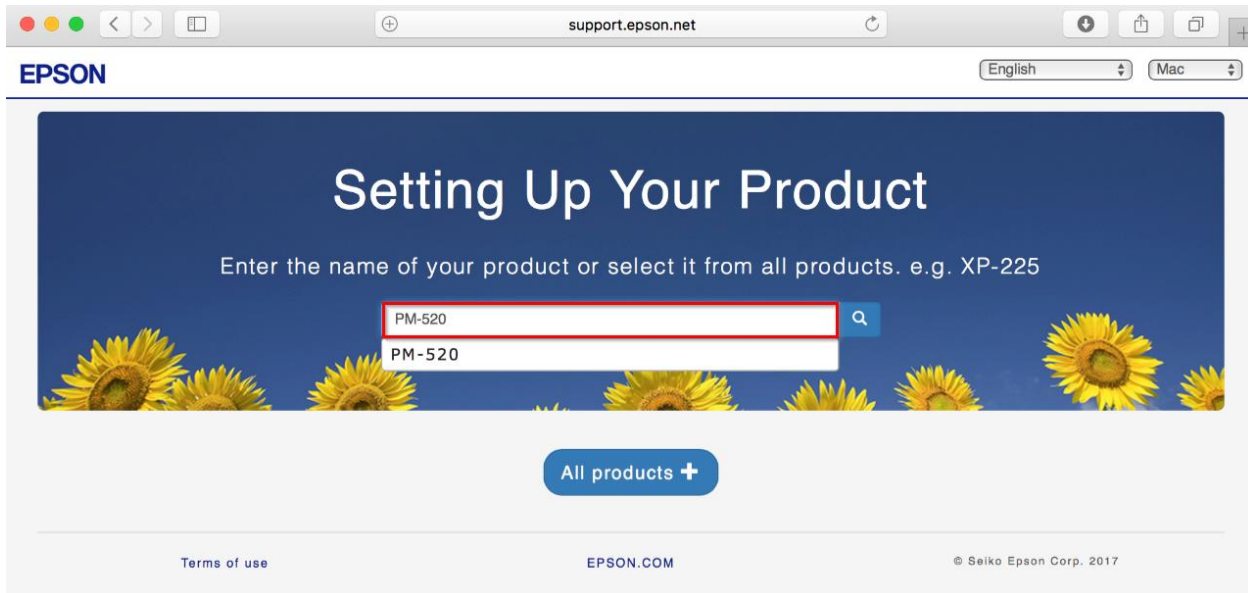 support.epson.net
EPSON
English
Mac
Setting Up Your Product
Enter the name of your product or select it from all products. e.g. XP-225
PM-520
PM-520
All products
Terms of use
EPSON.COM
© Seiko Epson Corp. 2017